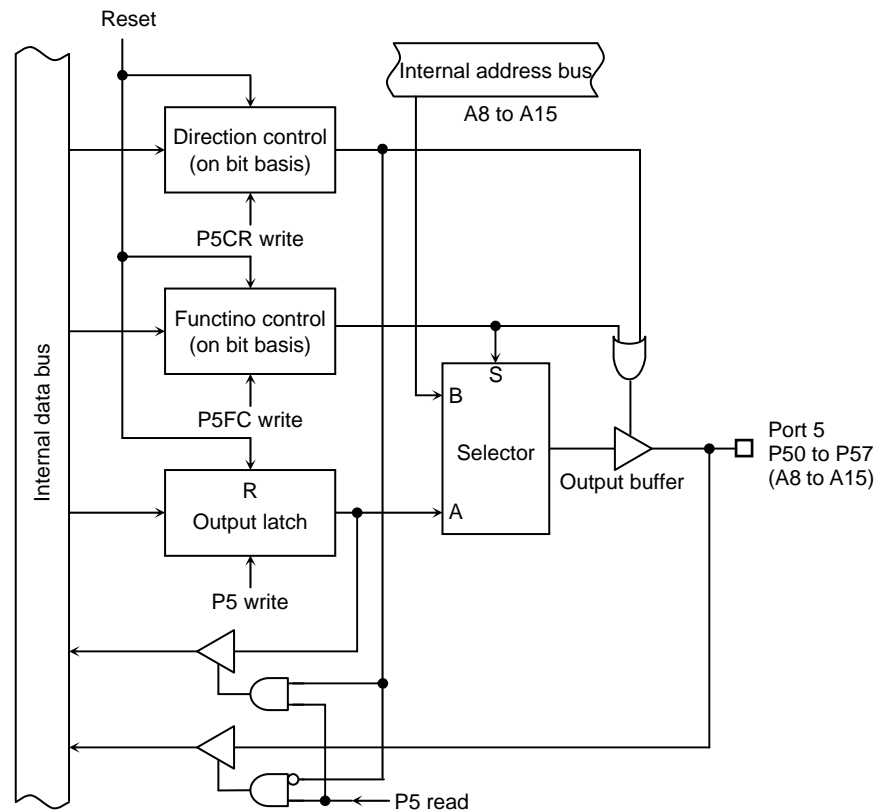 Reset
Internal address bus
A8 to A15
Direction control
(on bit basis)
P5CR write
Functino control
(on bit basis)
P5FC write
Internal data bus
S
B
Selector
A
Output buffer
Port 5
P50 to P57
(A8 to A15)
R
Output latch
P5 write
P5 read